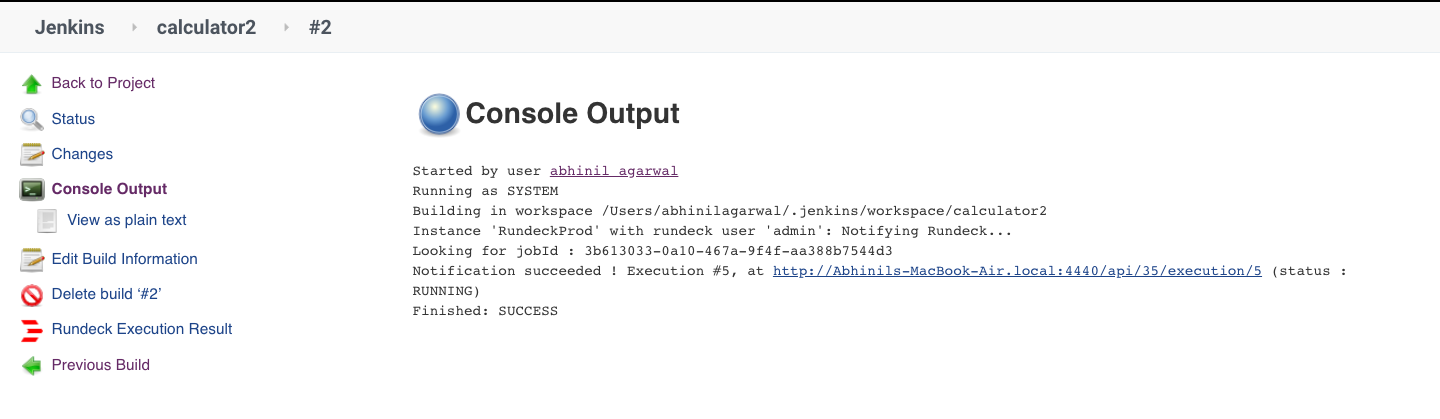 Jenkins calculator2 #2
Back to Project
Status
Changes
Console Output
View as plain text
Edit Build Information
Delete build ‘#2’
Rundeck Execution Result
Previous Build
Console Output
Started by user abhinil agarwal
Running as SYSTEM
Building in workspace /Users/abhinilagarwal/.jenkins/workspace/calculator2
Instance 'RundeckProd' with rundeck user 'admin': Notifying Rundeck...
Looking for jobId : 3b613033-0a10-467a-9f4f-aa388b7544d3
Notification succeeded ! Execution #5, at http://Abhinils-MacBook-Air.local:4440/api/35/execution/5 (status :
RUNNING)
Finished: SUCCESS